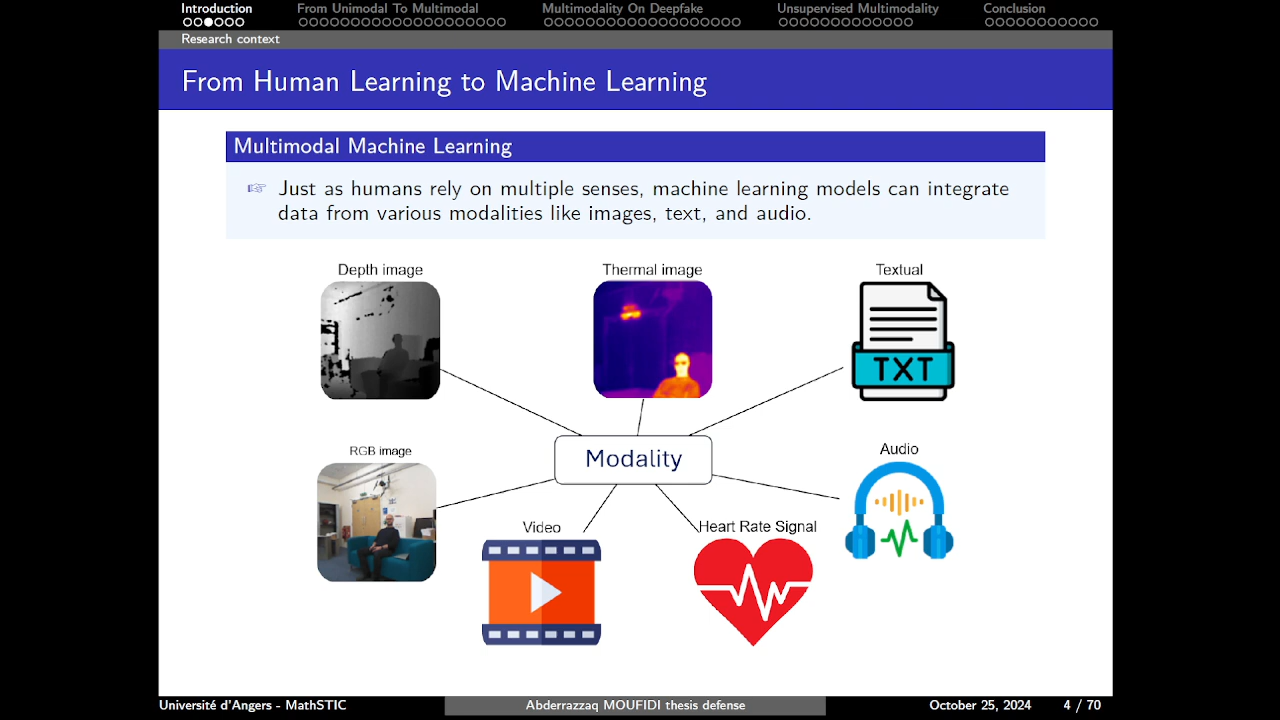 Introduction
From Unimodal To Multimodal
Multimodality On Deepfake
Unsupervised Multimodality
Conclusion
Research context
From Human Learning to Machine Learning
Multimodal Machine Learning
Just as humans rely on multiple senses, machine learning models can integrate
data from various modalities like images, text, and audio.
Depth image
Thermal image
Textual
TXT
RGB image
Modality
Audio
Video
Heart Rate Signal
Université d'Angers - MathSTIC
Abderrazzaq MOUFIDI thesis defense
October 25, 2024
4 / 70